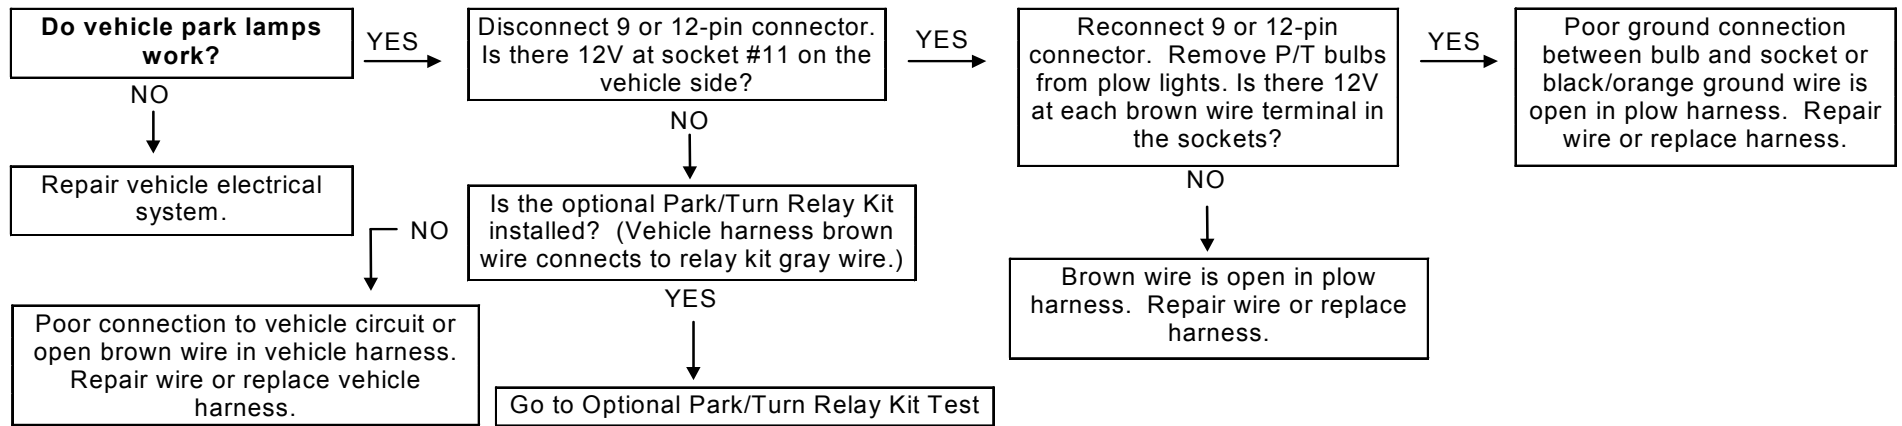 Do vehicle park lamps
work?
YES
NO
Repair vehicle electrical
system.
Disconnect 9 or 12-pin connector.
Is there 12V at socket #11 on the
vehicle side?
YES
NO
Is the optional Park/Turn Relay Kit
installed?  (Vehicle harness brown
wire connects to relay kit gray wire.)
NO
Poor connection to vehicle circuit or
open brown wire in vehicle harness.
Repair wire or replace vehicle
harness.
YES
Go to Optional Park/Turn Relay Kit Test
Reconnect 9 or 12-pin
connector.  Remove P/T bulbs
from plow lights. Is there 12V
at each brown wire terminal in
the sockets?
YES
NO
Brown wire is open in plow
harness.  Repair wire or replace
harness.
Poor ground connection
between bulb and socket or
black/orange ground wire is
open in plow harness.  Repair
wire or replace harness.